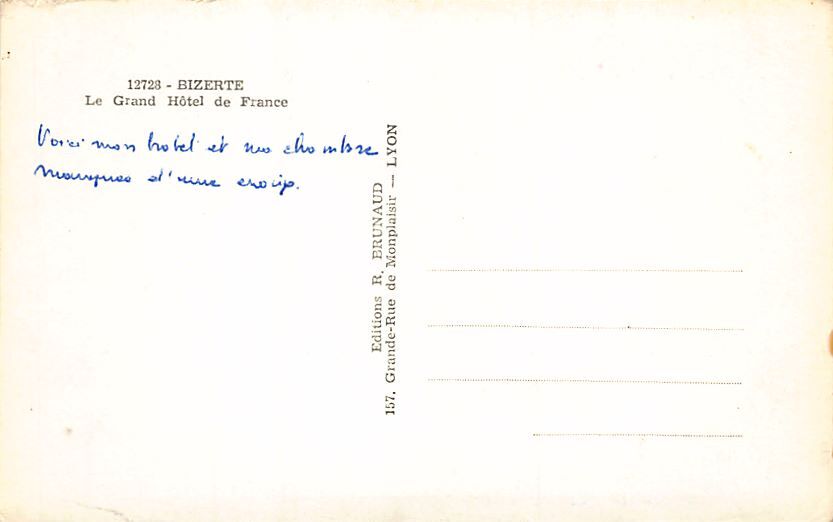 12728 - BIZERTE
Le Grand Hôtel de France
Voici mon hotel et ma chambre
marquée d'une croix.
Editions R. BRUNAUD
157, Grande-Rue de Monplaisir — LYON